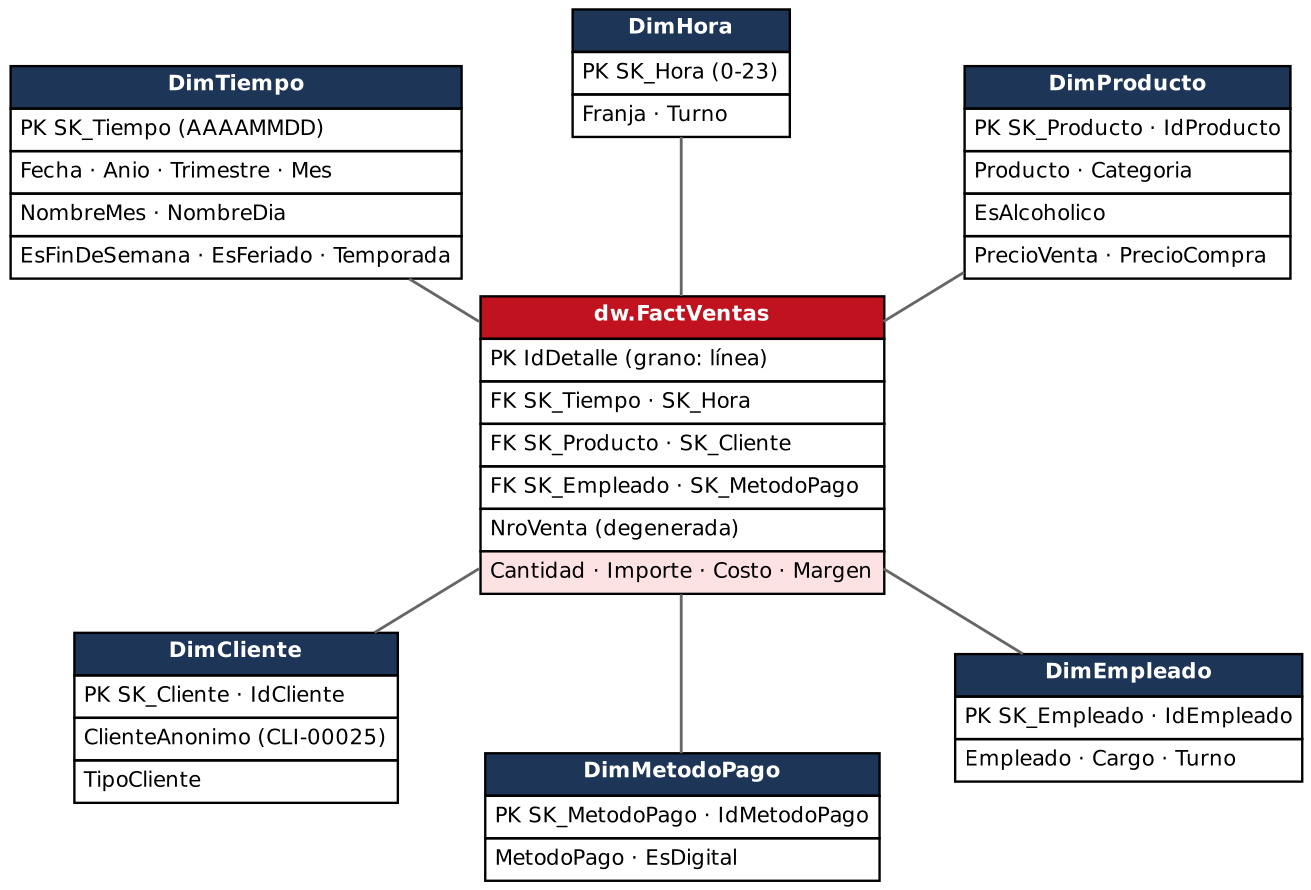 DimHora
PK SK_Hora (0-23)
Franja · Turno
DimTiempo
PK SK_Tiempo (AAAAMMDD)
Fecha · Anio · Trimestre · Mes
NombreMes · NombreDia
EsFinDeSemana · EsFeriado · Temporada
DimProducto
PK SK_Producto · IdProducto
Producto · Categoria
EsAlcoholico
PrecioVenta · PrecioCompra
dw.FactVentas
PK IdDetalle (grano: línea)
FK SK_Tiempo · SK_Hora
FK SK_Producto · SK_Cliente
FK SK_Empleado · SK_MetodoPago
NroVenta (degenerada)
Cantidad · Importe · Costo · Margen
DimCliente
PK SK_Cliente · IdCliente
ClienteAnonimo (CLI-00025)
TipoCliente
DimMetodoPago
PK SK_MetodoPago · IdMetodoPago
MetodoPago · EsDigital
DimEmpleado
PK SK_Empleado · IdEmpleado
Empleado · Cargo · Turno